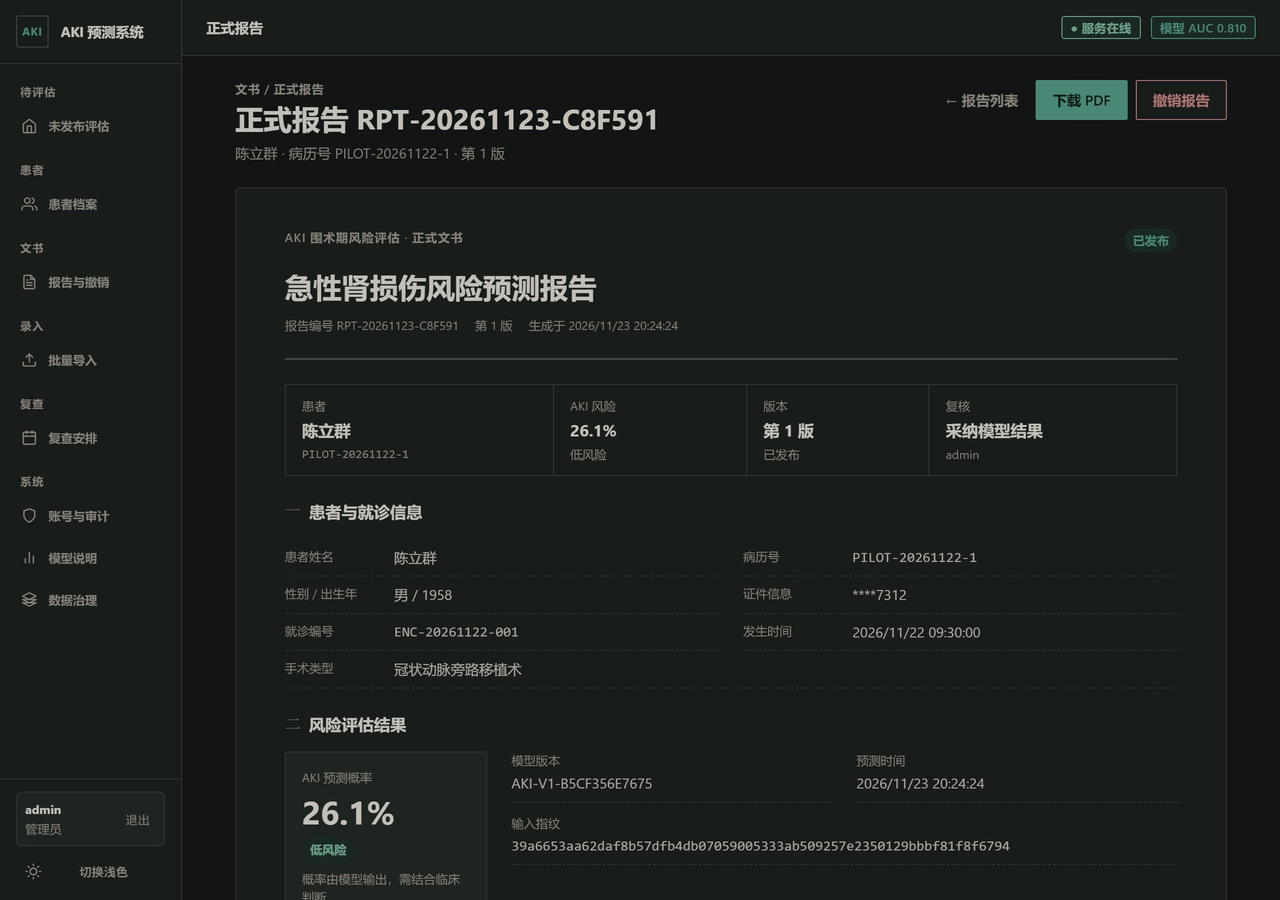 AKI AKI 预测系统
待评估
未发布评估
患者
患者档案
文书
报告与撤销
录入
批量导入
复查
复查安排
系统
账号与审计
模型说明
数据治理
admin
管理员
退出
切换浅色
正式报告
服务在线
模型 AUC 0.810
文书 / 正式报告
正式报告 RPT-20261123-C8F591
陈立群 · 病历号 PILOT-20261122-1 · 第 1 版
← 报告列表
下载 PDF
撤销报告
AKI 围术期风险评估 · 正式文书
已发布
急性肾损伤风险预测报告
报告编号 RPT-20261123-C8F591 第 1 版 生成于 2026/11/23 20:24:24
患者
陈立群
PILOT-20261122-1
AKI 风险
26.1%
低风险
版本
第 1 版
已发布
复核
采纳模型结果
admin
一 患者与就诊信息
患者姓名 陈立群
病历号 PILOT-20261122-1
性别 / 出生年 男 / 1958
证件信息 ****7312
就诊编号 ENC-20261122-001
发生时间 2026/11/22 09:30:00
手术类型 冠状动脉旁路移植术
二 风险评估结果
AKI 预测概率
26.1%
低风险
概率由模型输出，需结合临床
判断
模型版本
AKI-V1-B5CF356E7675
预测时间
2026/11/23 20:24:24
输入指纹
39a6653aa62daf8b57dfb4db07059005333ab509257e2350129bbbf81f8f6794